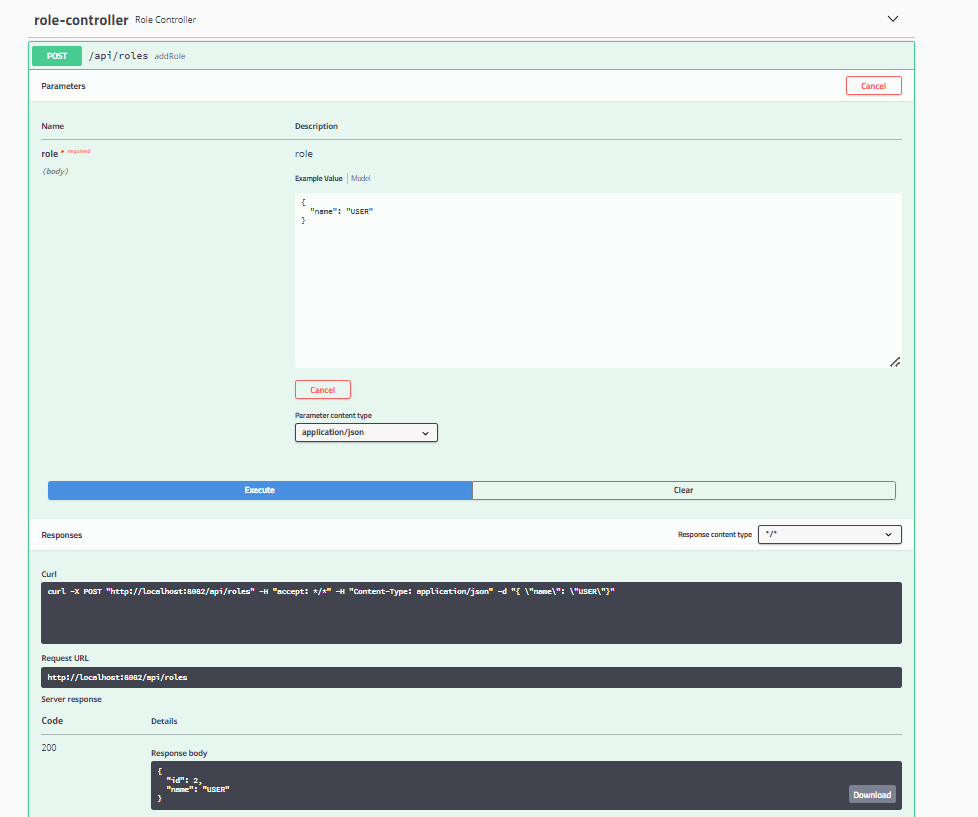 role-controller Role Controller
POST /api/roles addRole
Parameters
Cancel
Name Description
role * required role
(body)
Example Value | Model
{
"name": "USER"
}
Cancel
Parameter content type
application/json
Execute Clear
Responses Response content type */*
Curl
curl -X POST "http://localhost:8082/api/roles" -H "accept: */*" -H "Content-Type: application/json" -d "{ \"name\": \"USER\"}"
Request URL
http://localhost:8082/api/roles
Server response
Code Details
200
Response body
{
"id": 2,
"name": "USER"
}
Download